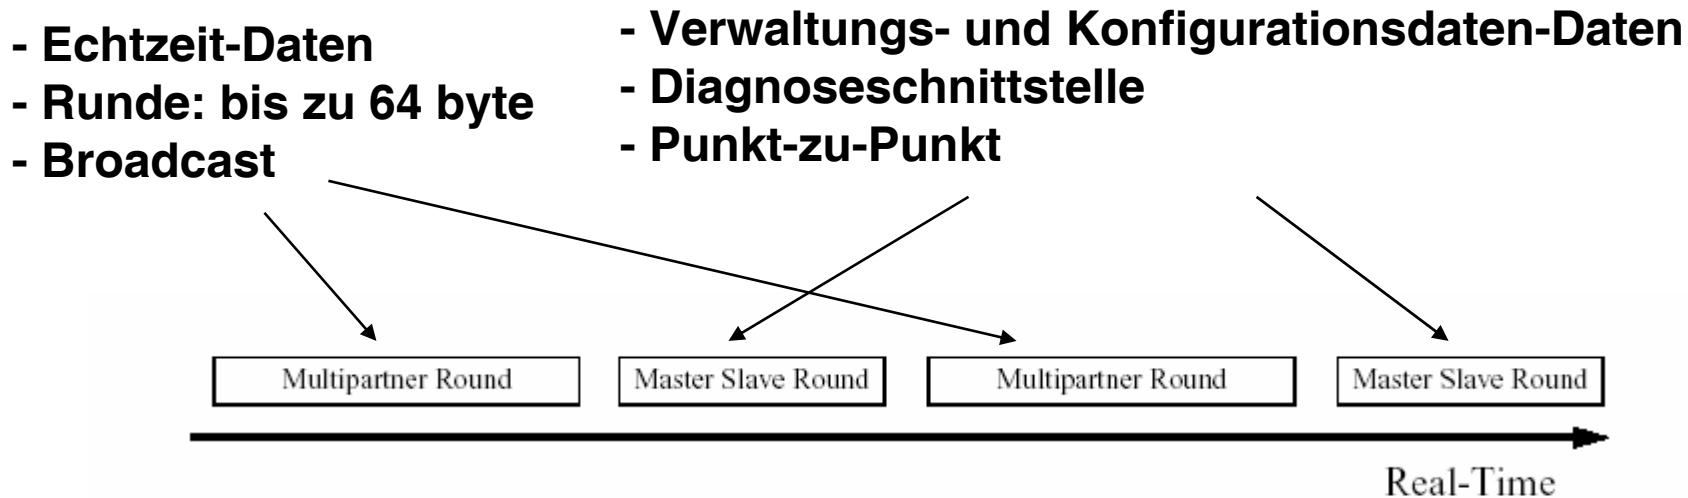 - Echtzeit-Daten
- Runde: bis zu 64 byte
- Broadcast
- Verwaltungs- und Konfigurationsdaten-Daten
- Diagnoseschnittstelle
- Punkt-zu-Punkt
Multipartner Round
Master Slave Round
Multipartner Round
Master Slave Round
Real-Time